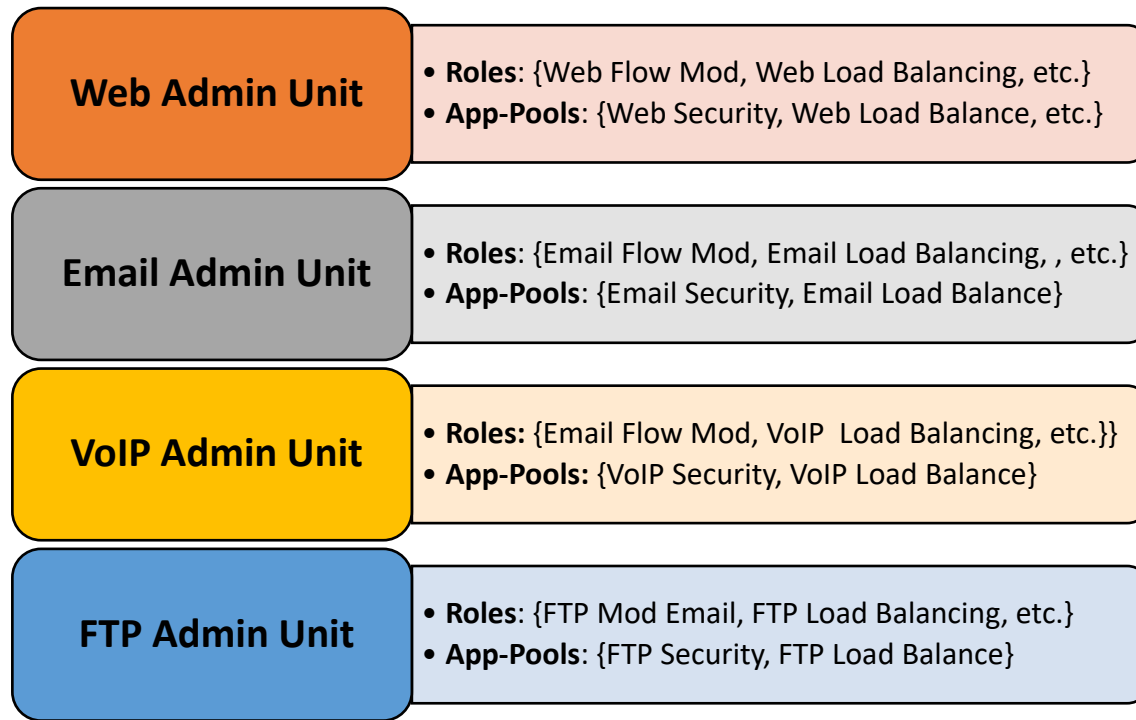 Web Admin Unit
• Roles: {Web Flow Mod, Web Load Balancing, etc.}
• App-Pools: {Web Security, Web Load Balance, etc.}
Email Admin Unit
• Roles: {Email Flow Mod, Email Load Balancing, , etc.}
• App-Pools: {Email Security, Email Load Balance}
VoIP Admin Unit
• Roles: {Email Flow Mod, VoIP  Load Balancing, etc.}}
• App-Pools: {VoIP Security, VoIP Load Balance}
FTP Admin Unit
• Roles: {FTP Mod Email, FTP Load Balancing, etc.}
• App-Pools: {FTP Security, FTP Load Balance}